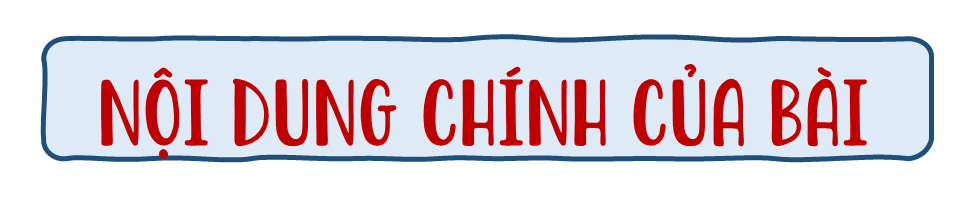 NỘI DUNG CHÍNH CỦA BÀI